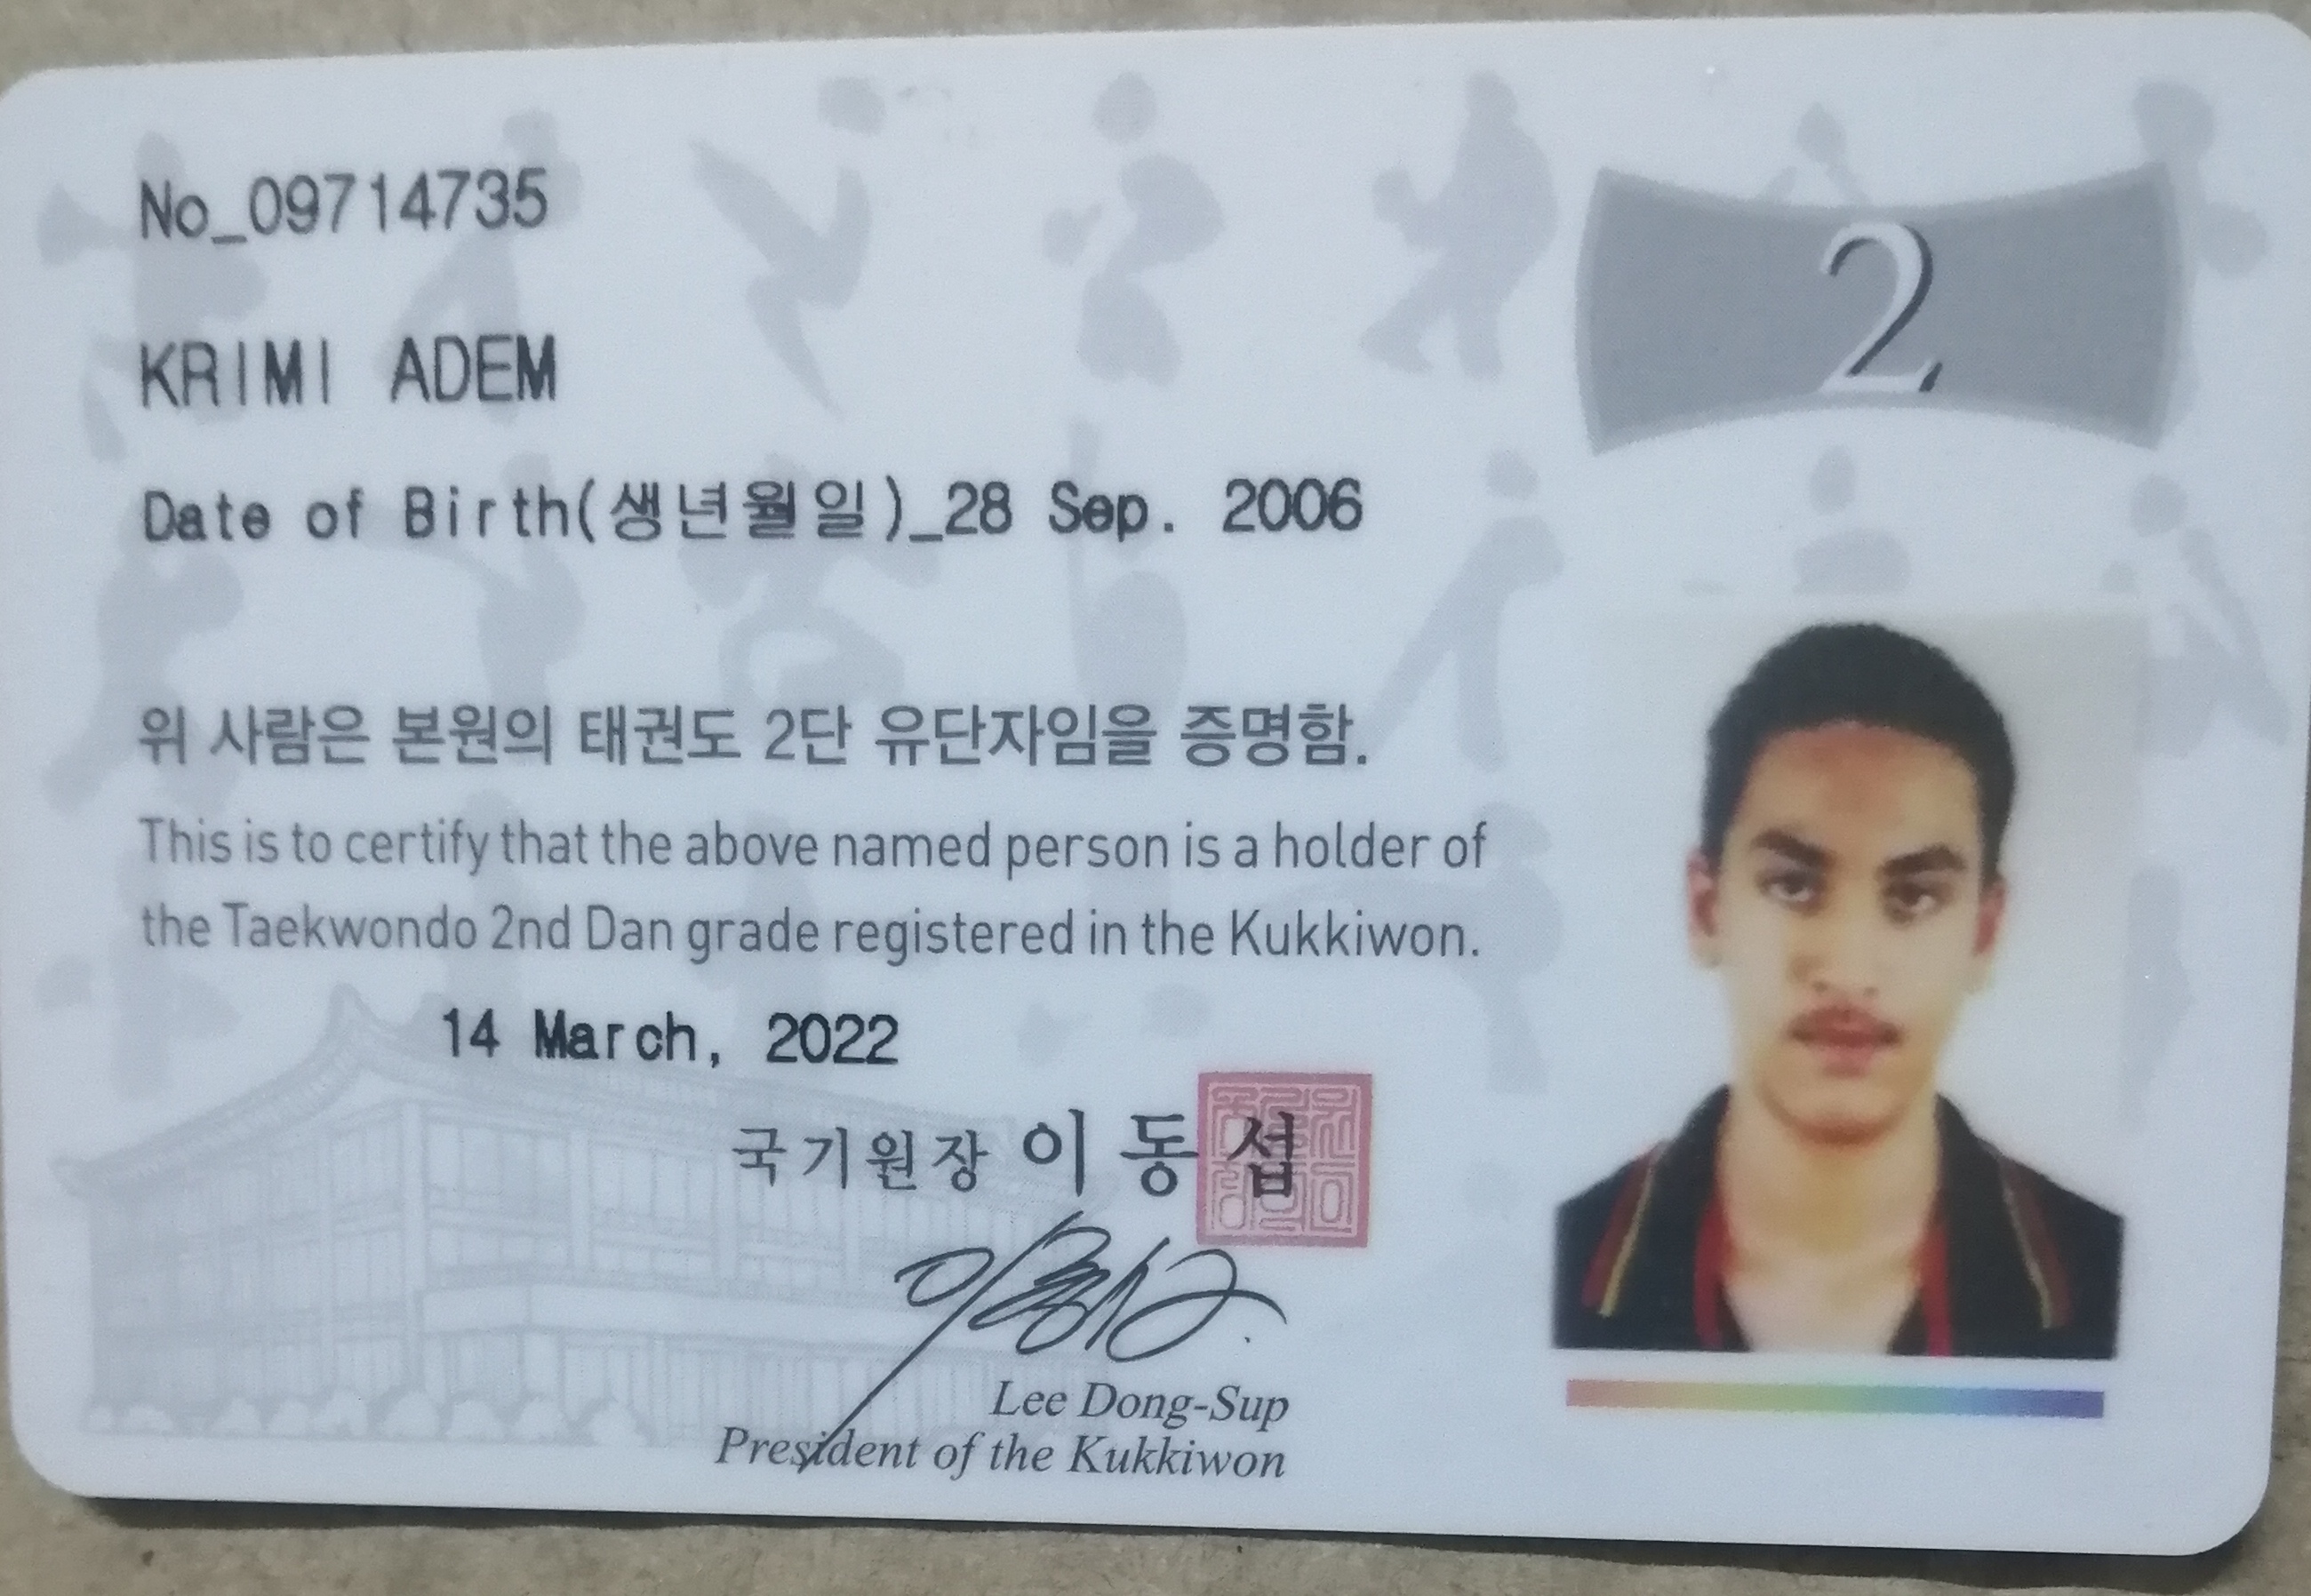 No_09714735
2
KRIMI ADEM
Date of Birth(생년월일)_28 Sep. 2006
위 사람은 본원의 태권도 2단 유단자임을 증명함.
This is to certify that the above named person is a holder of
the Taekwondo 2nd Dan grade registered in the Kukkiwon.
14 March, 2022
국기원장 이동섭
Lee Dong-Sup
President of the Kukkiwon